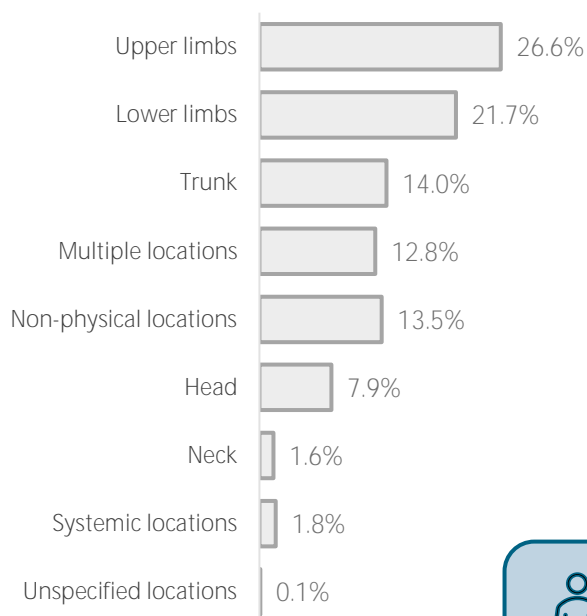 Upper limbs 26.6%
Lower limbs 21.7%
Trunk 14.0%
Multiple locations 12.8%
Non-physical locations 13.5%
Head 7.9%
Neck 1.6%
Systemic locations 1.8%
Unspecified locations 0.1%